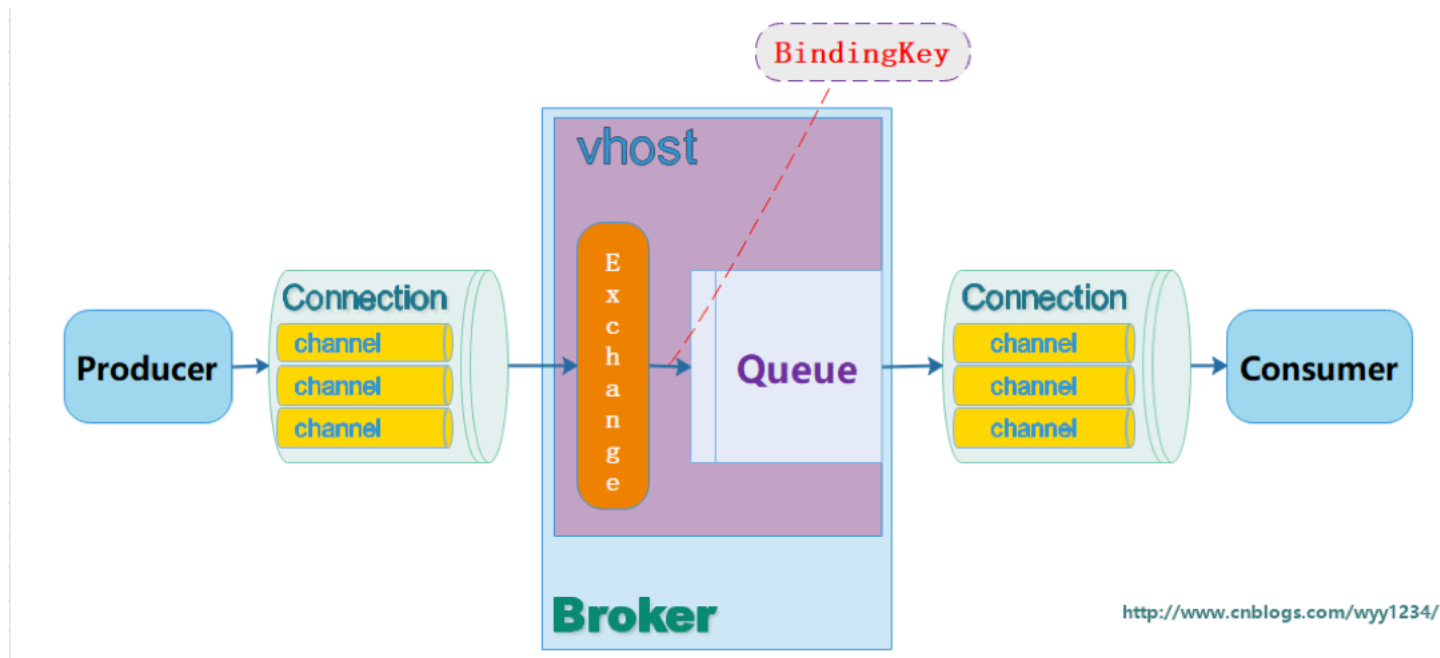 BindingKey
vhost
Exchange
Connection
channel
channel
channel
Producer
Queue
Connection
channel
channel
channel
Consumer
Broker
http://www.cnblogs.com/wyy1234/